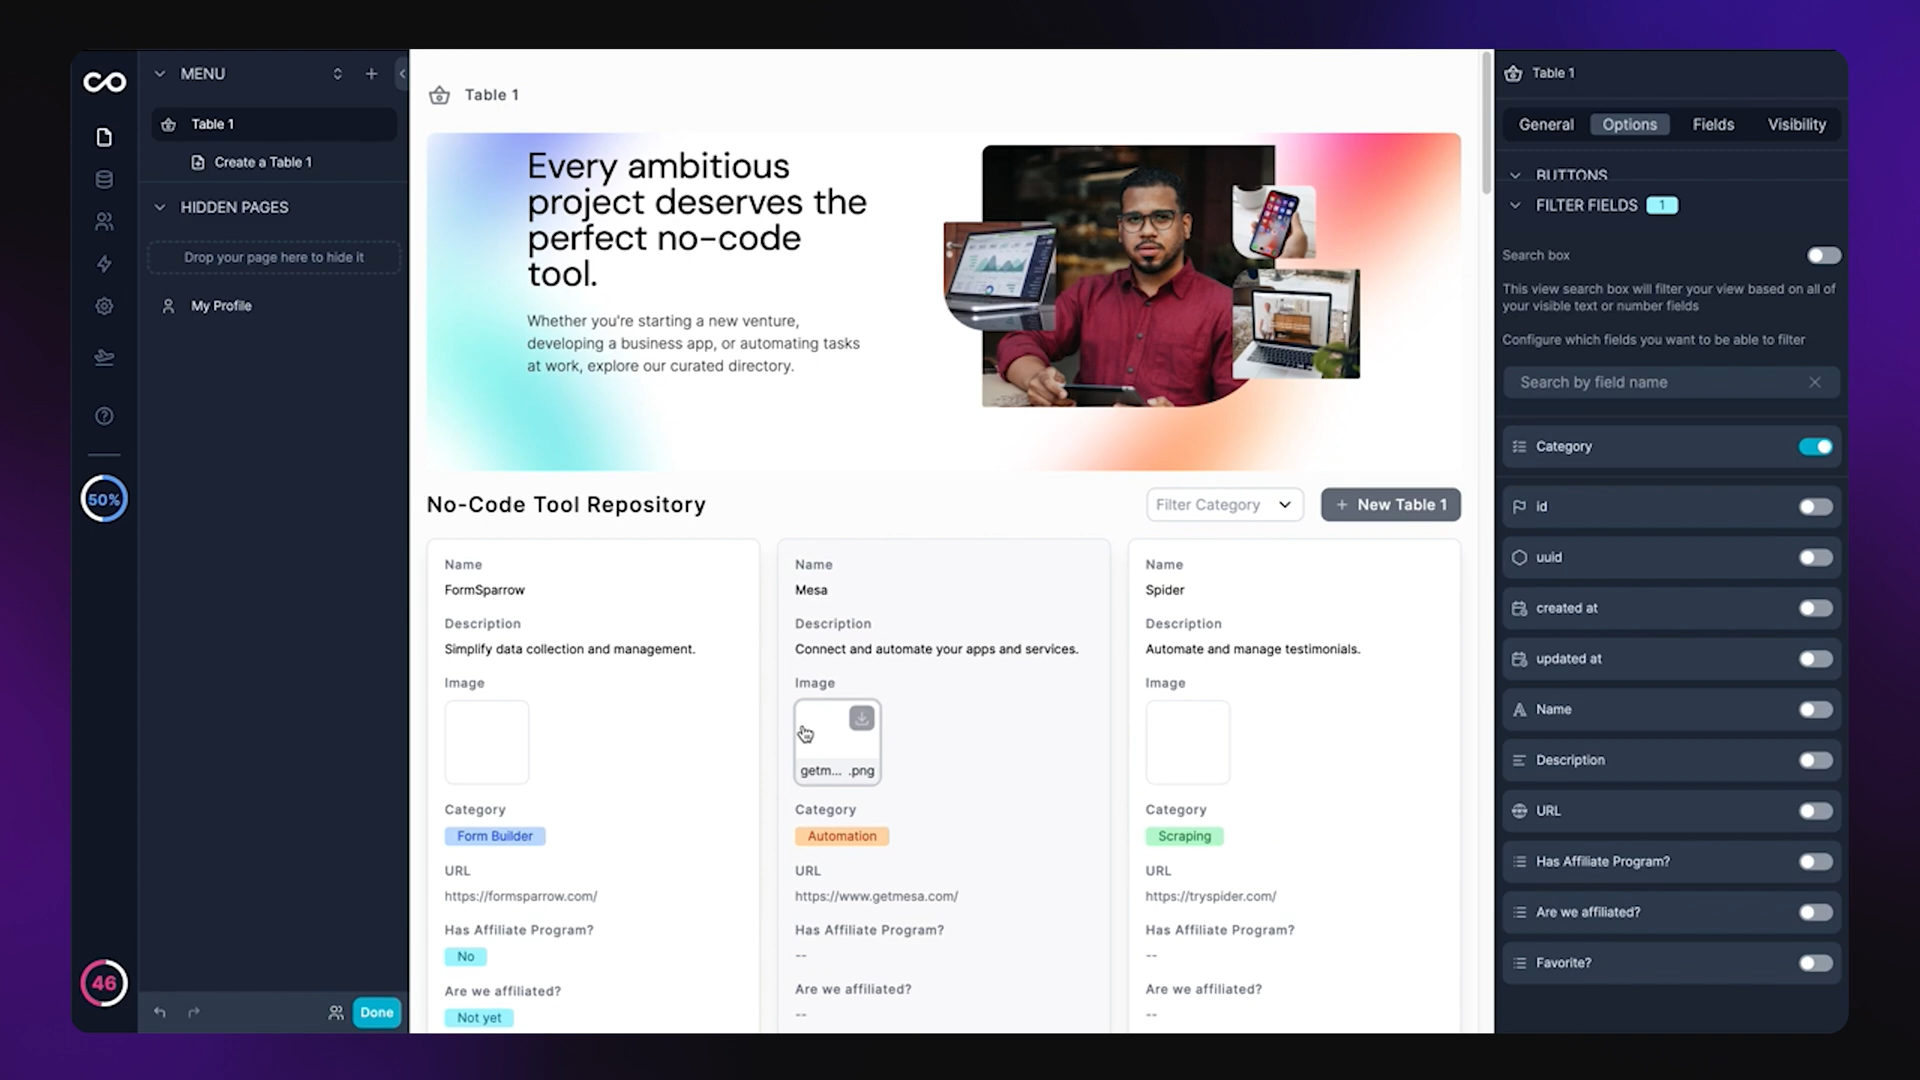 MENU
Table 1
Create a Table 1
HIDDEN PAGES
Drop your page here to hide it
My Profile
50%
46
Done
Table 1
Every ambitious
project deserves the
perfect no-code
tool.
Whether you're starting a new venture,
developing a business app, or automating tasks
at work, explore our curated directory.
No-Code Tool Repository
Filter Category
+ New Table 1
Name
FormSparrow
Description
Simplify data collection and management.
Image
Category
Form Builder
URL
https://formsparrow.com/
Has Affiliate Program?
No
Are we affiliated?
Not yet
Name
Mesa
Description
Connect and automate your apps and services.
Image
getm... .png
Category
Automation
URL
https://www.getmesa.com/
Has Affiliate Program?
--
Are we affiliated?
--
Name
Spider
Description
Automate and manage testimonials.
Image
Category
Scraping
URL
https://tryspider.com/
Has Affiliate Program?
--
Are we affiliated?
--
Table 1
General Options Fields Visibility
BUTTONS
FILTER FIELDS 1
Search box
This view search box will filter your view based on all of
your visible text or number fields
Configure which fields you want to be able to filter
Search by field name
Category
id
uuid
created at
updated at
Name
Description
URL
Has Affiliate Program?
Are we affiliated?
Favorite?